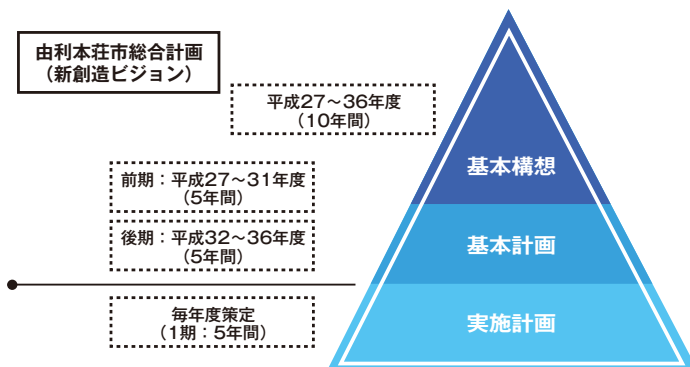 由利本荘市総合計画
（新創造ビジョン）
平成27～36年度
（10年間）
基本構想
前期：平成27～31年度
（5年間）
後期：平成32～36年度
（5年間）
基本計画
毎年度策定
（1期：5年間）
実施計画